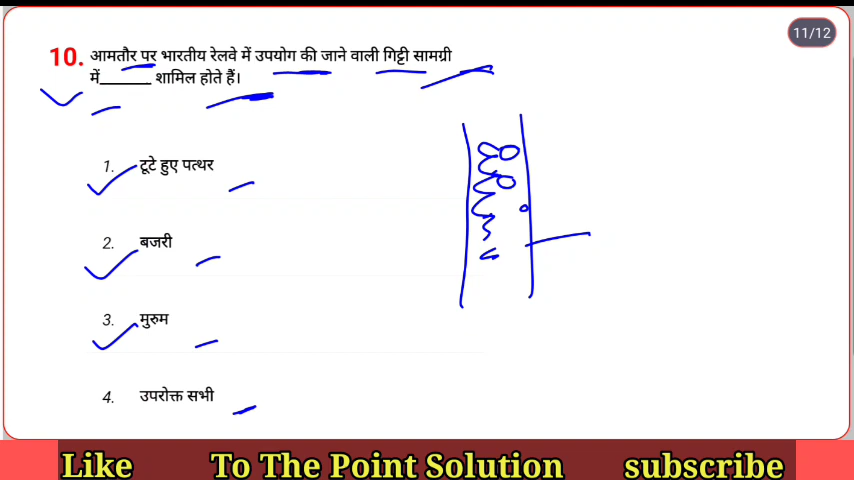 11/12
10. आमतौर पर भारतीय रेलवे में उपयोग की जाने वाली गिट्टी सामग्री
में______ शामिल होते हैं।
1. टूटे हुए पत्थर
2. बजरी
3. मुरुम
4. उपरोक्त सभी
Like To The Point Solution subscribe